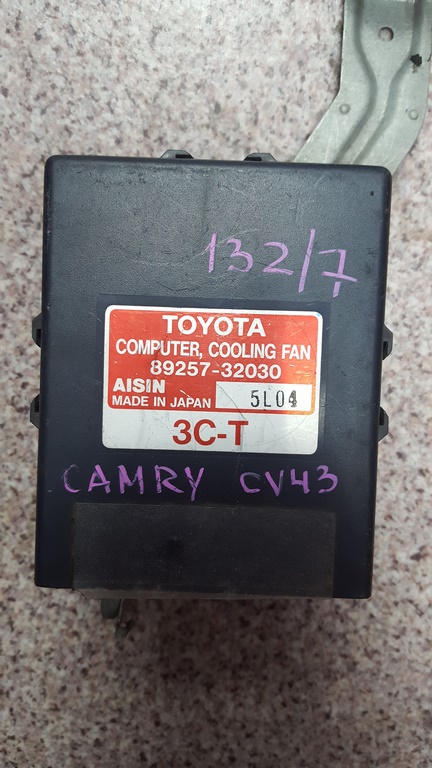 132/7
TOYOTA
COMPUTER, COOLING FAN
89257-32030
AISIN
MADE IN JAPAN 5L04
3C-T
CAMRY CV43